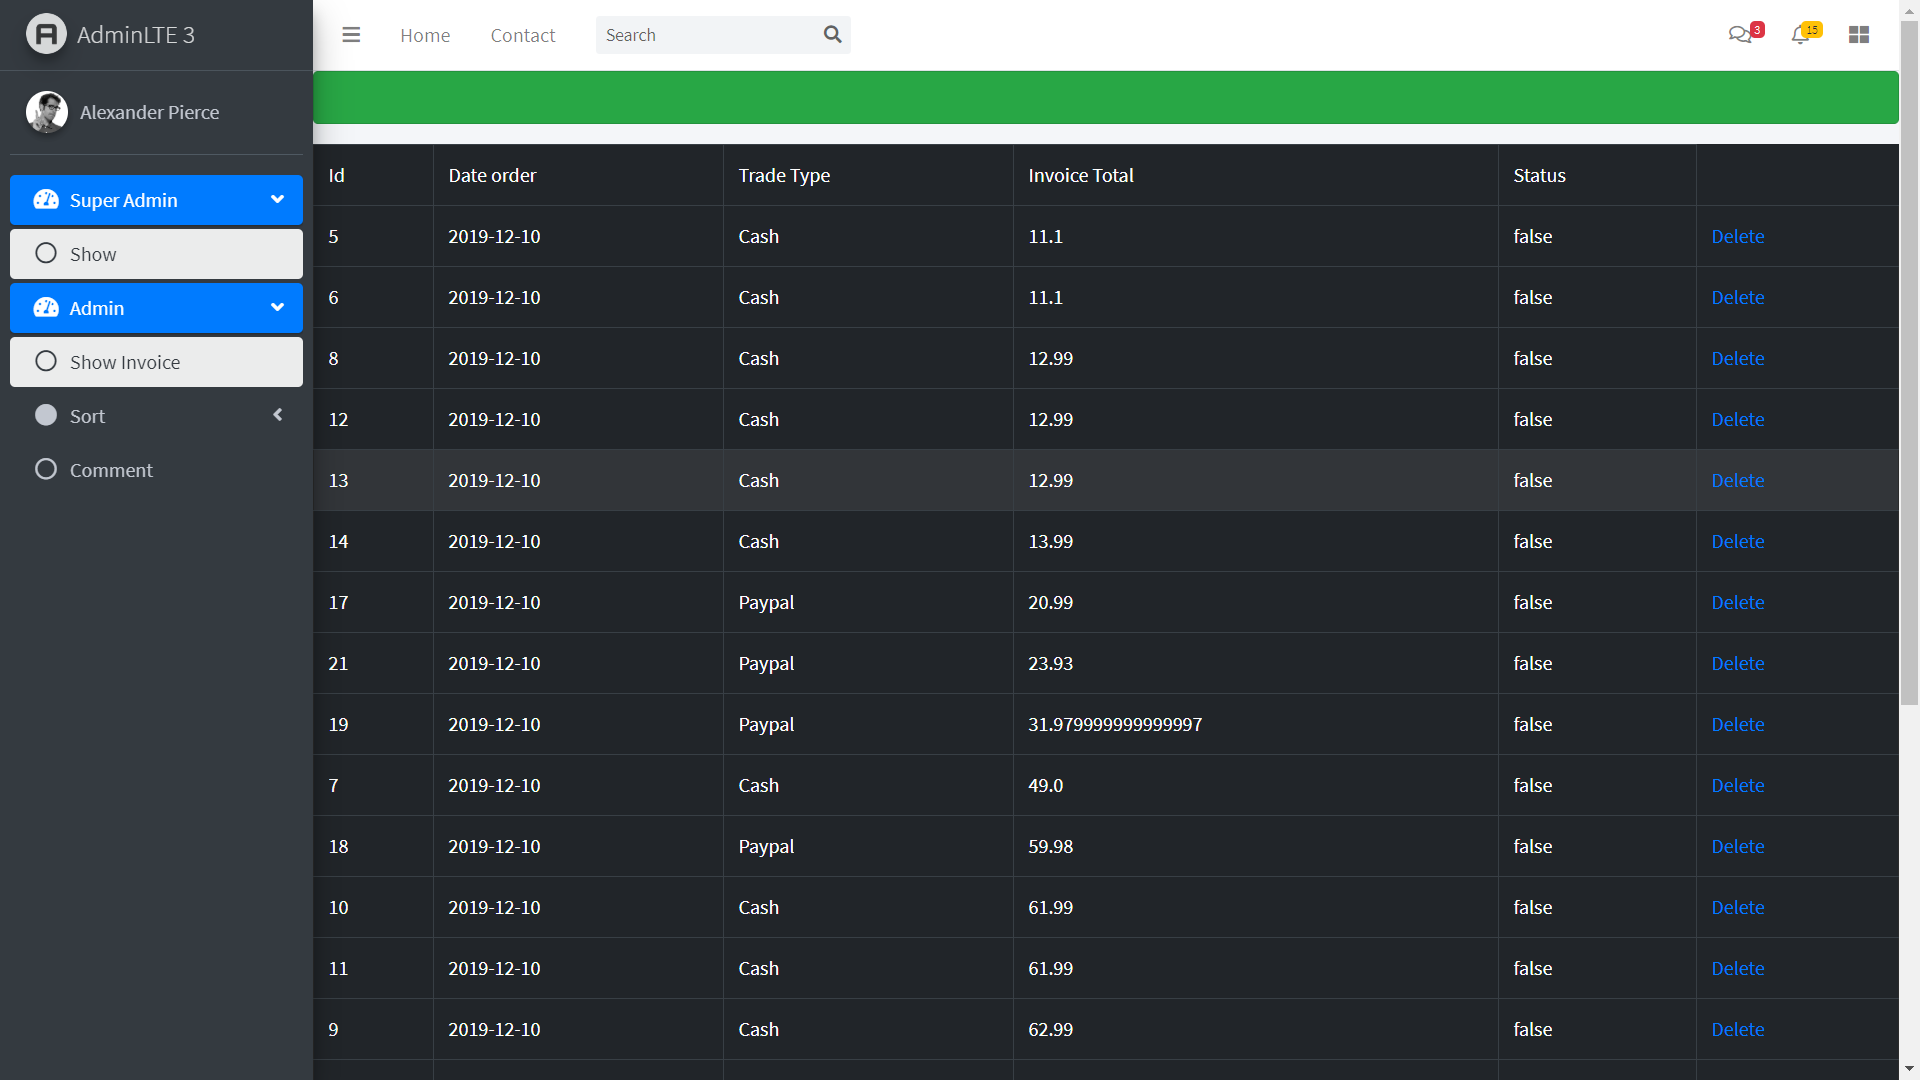 AdminLTE 3
Home Contact Search 3 15
Alexander Pierce
Super Admin
Show
Admin
Show Invoice
Sort
Comment
Id Date order Trade Type Invoice Total Status
5 2019-12-10 Cash 11.1 false Delete
6 2019-12-10 Cash 11.1 false Delete
8 2019-12-10 Cash 12.99 false Delete
12 2019-12-10 Cash 12.99 false Delete
13 2019-12-10 Cash 12.99 false Delete
14 2019-12-10 Cash 13.99 false Delete
17 2019-12-10 Paypal 20.99 false Delete
21 2019-12-10 Paypal 23.93 false Delete
19 2019-12-10 Paypal 31.979999999999997 false Delete
7 2019-12-10 Cash 49.0 false Delete
18 2019-12-10 Paypal 59.98 false Delete
10 2019-12-10 Cash 61.99 false Delete
11 2019-12-10 Cash 61.99 false Delete
9 2019-12-10 Cash 62.99 false Delete